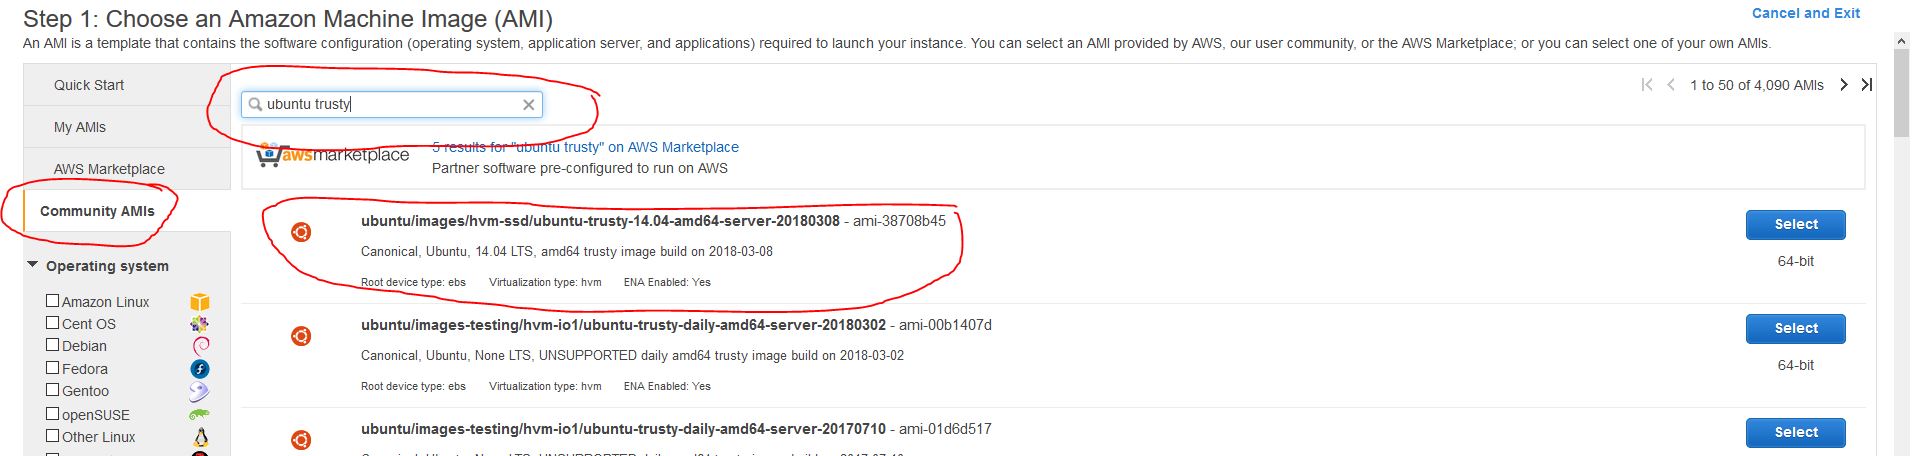 Step 1: Choose an Amazon Machine Image (AMI)
Cancel and Exit
An AMI is a template that contains the software configuration (operating system, application server, and applications) required to launch your instance. You can select an AMI provided by AWS, our user community, or the AWS Marketplace; or you can select one of your own AMIs.
Quick Start
My AMIs
AWS Marketplace
Community AMIs
Operating system
Amazon Linux
Cent OS
Debian
Fedora
Gentoo
openSUSE
Other Linux
ubuntu trusty
1 to 50 of 4,090 AMIs
awsmarketplace
5 results for "ubuntu trusty" on AWS Marketplace
Partner software pre-configured to run on AWS
ubuntu/images/hvm-ssd/ubuntu-trusty-14.04-amd64-server-20180308 - ami-38708b45
Canonical, Ubuntu, 14.04 LTS, amd64 trusty image build on 2018-03-08
Root device type: ebs Virtualization type: hvm ENA Enabled: Yes
Select
64-bit
ubuntu/images-testing/hvm-io1/ubuntu-trusty-daily-amd64-server-20180302 - ami-00b1407d
Canonical, Ubuntu, None LTS, UNSUPPORTED daily amd64 trusty image build on 2018-03-02
Root device type: ebs Virtualization type: hvm ENA Enabled: Yes
Select
64-bit
ubuntu/images-testing/hvm-io1/ubuntu-trusty-daily-amd64-server-20170710 - ami-01d6d517
Select